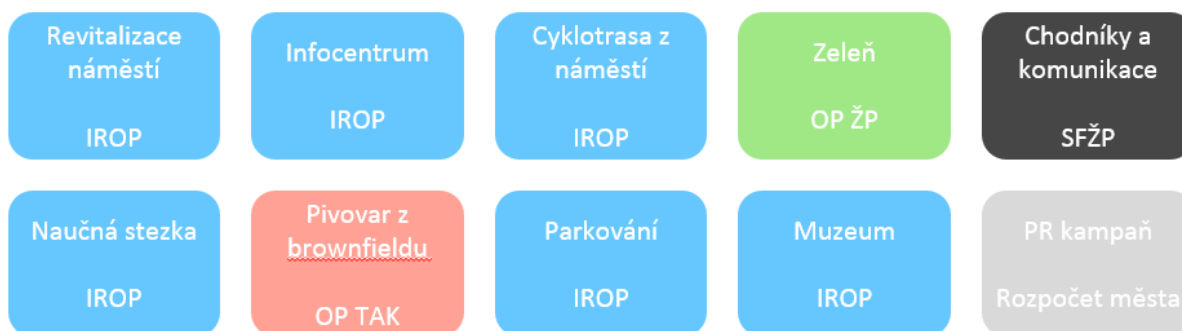 Revitalizace
náměstí
IROP
Infocentrum
IROP
Cyklotrasa z
náměstí
IROP
Zeleň
OP ŽP
Chodníky a
komunikace
SFŽP
Naučná stezka
IROP
Pivovar z
brownfieldu
OP TAK
Parkování
IROP
Muzeum
IROP
PR kampaň
Rozpočet města